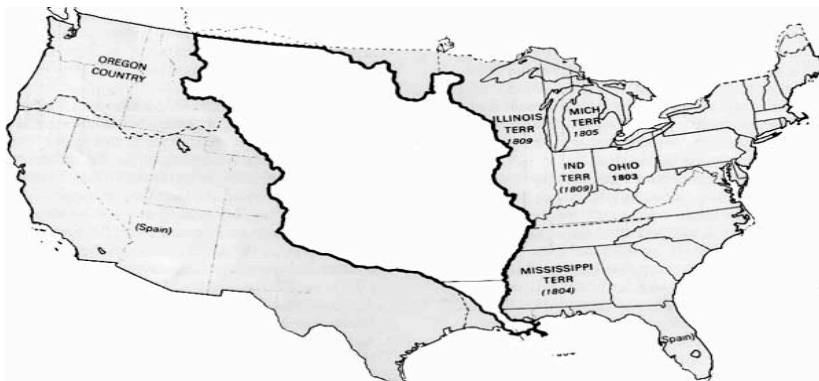 OREGON
COUNTRY
ILLINOIS
TERR
1809
MICH
TERR
1805
IND
TERR
(1809)
OHIO
1803
(Spain)
MISSISSIPPI
TERR
(1804)
(Spain)